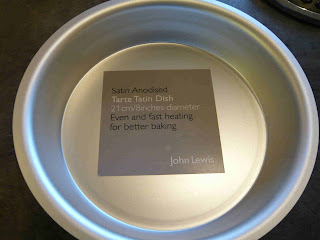 Satin Anodised
Tarte Tatin Dish
21cm/8inches diameter
Even and fast heating
for better baking
John Lewis